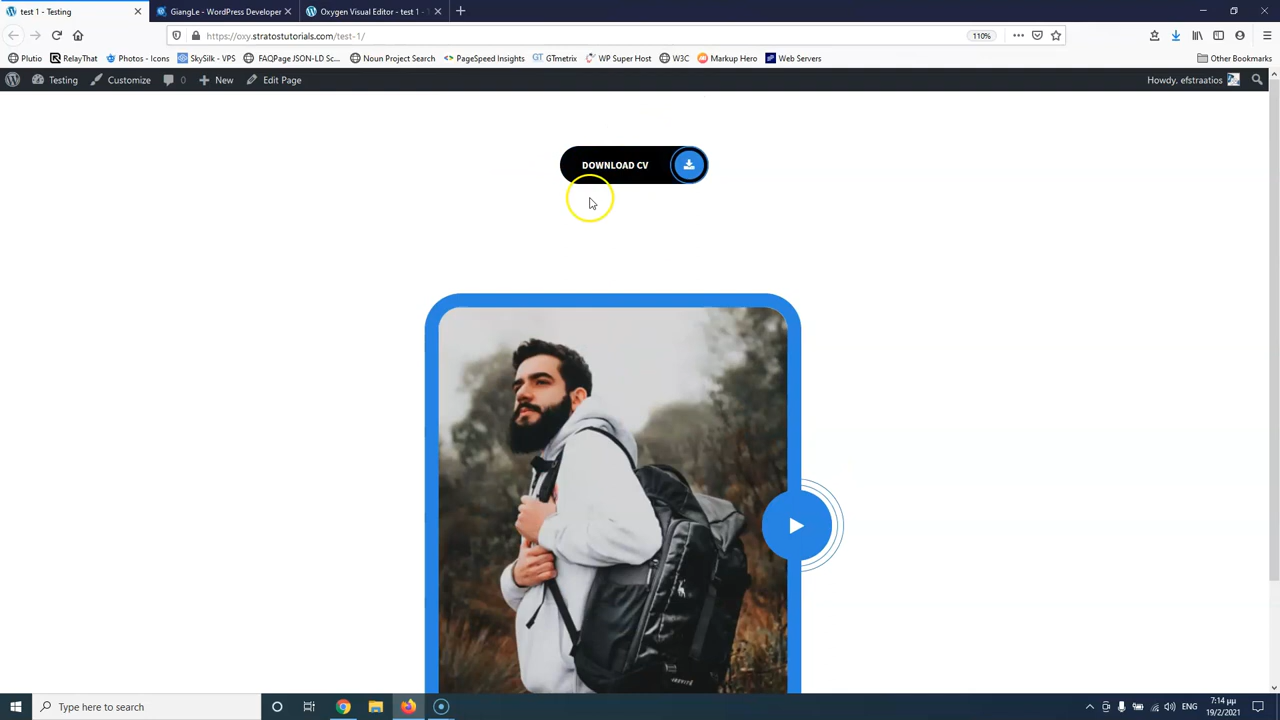 test 1 - Testing
GiangLe - WordPress Developer
Oxygen Visual Editor - test 1 -
https://oxy.stratostutorials.com/test-1/
110%
Plutio
RelayThat
Photos - Icons
SkySilk - VPS
FAQPage JSON-LD Sc...
Noun Project Search
PageSpeed Insights
GTmetrix
WP Super Host
W3C
Markup Hero
Web Servers
Other Bookmarks
Testing
Customize
0
New
Edit Page
Howdy, efstraatios
DOWNLOAD CV
Type here to search
7:14 μμ
19/2/2021